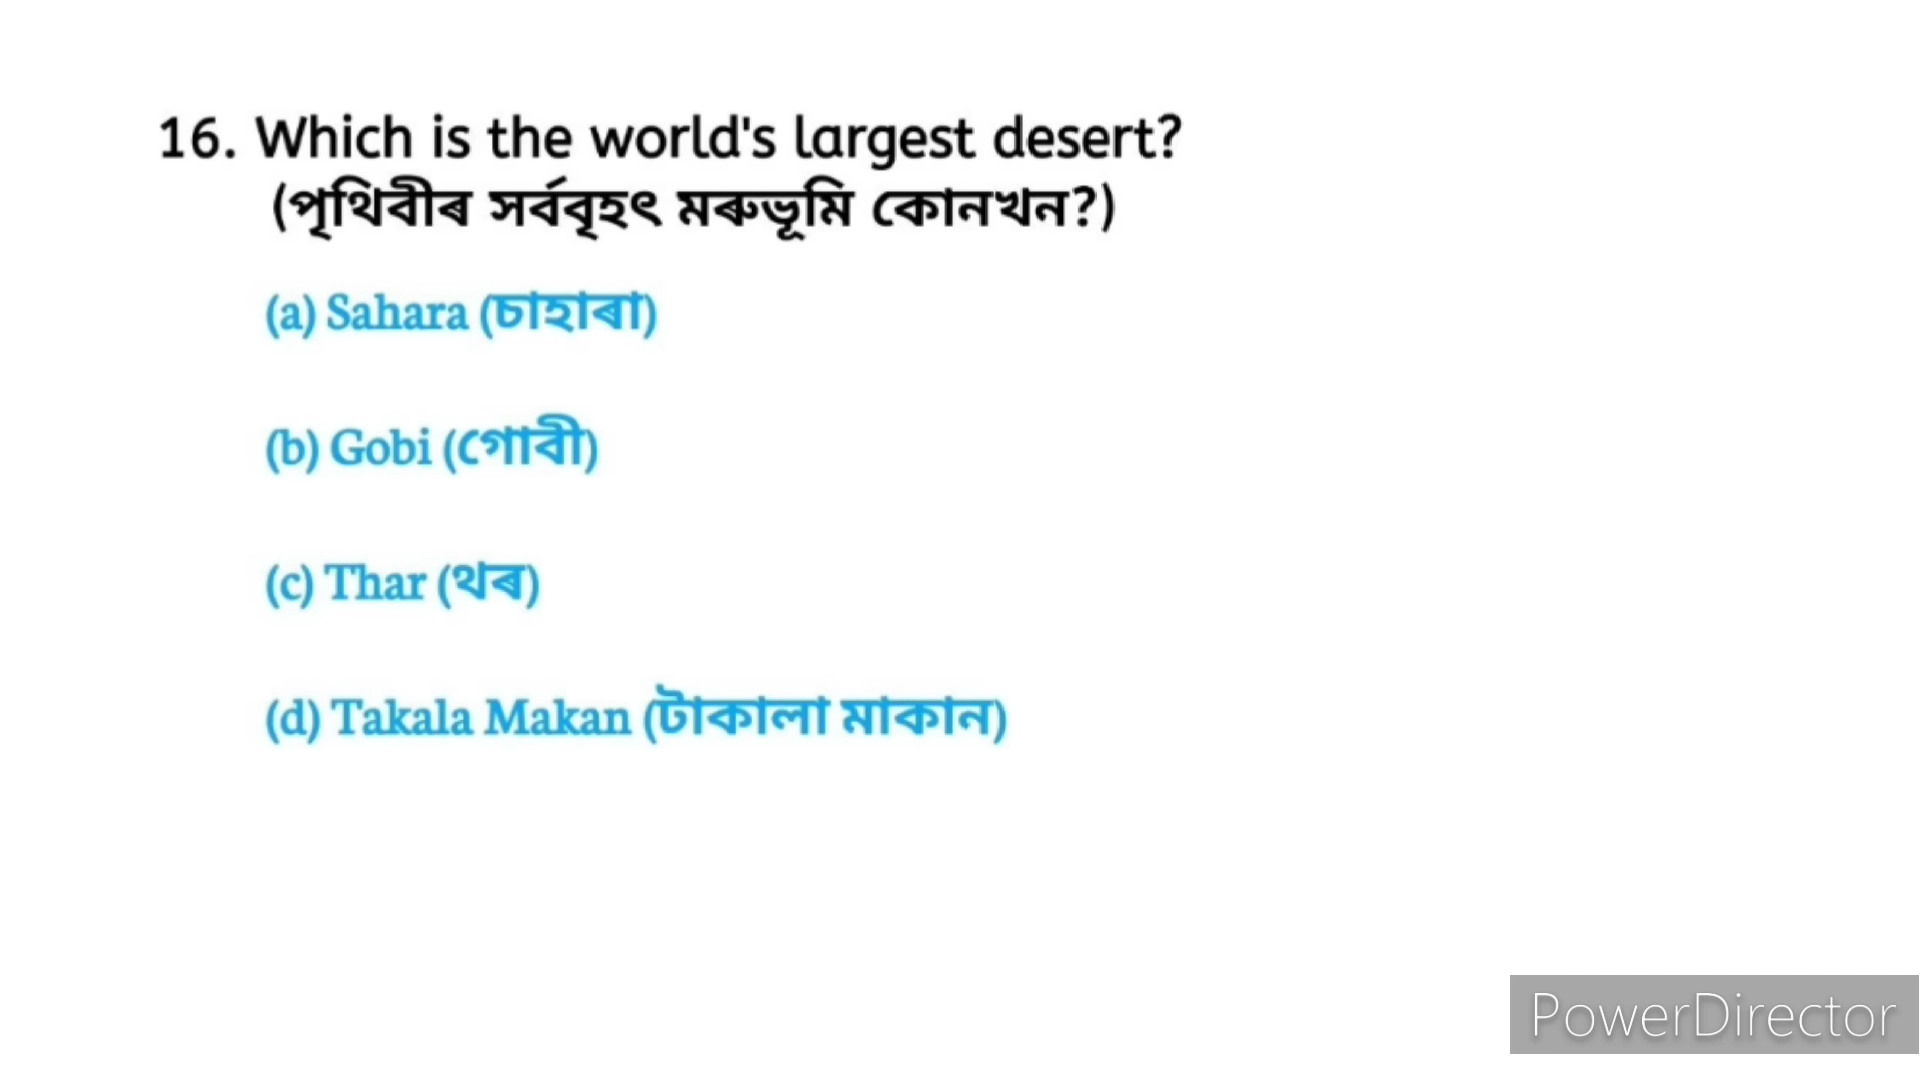 16. Which is the world's largest desert?
(পৃথিবীৰ সৰ্ববৃহৎ মৰুভূমি কোনখন?)
(a) Sahara (চাহাৰা)
(b) Gobi (গোবী)
(c) Thar (থৰ)
(d) Takala Makan (টাকালা মাকান)
PowerDirector